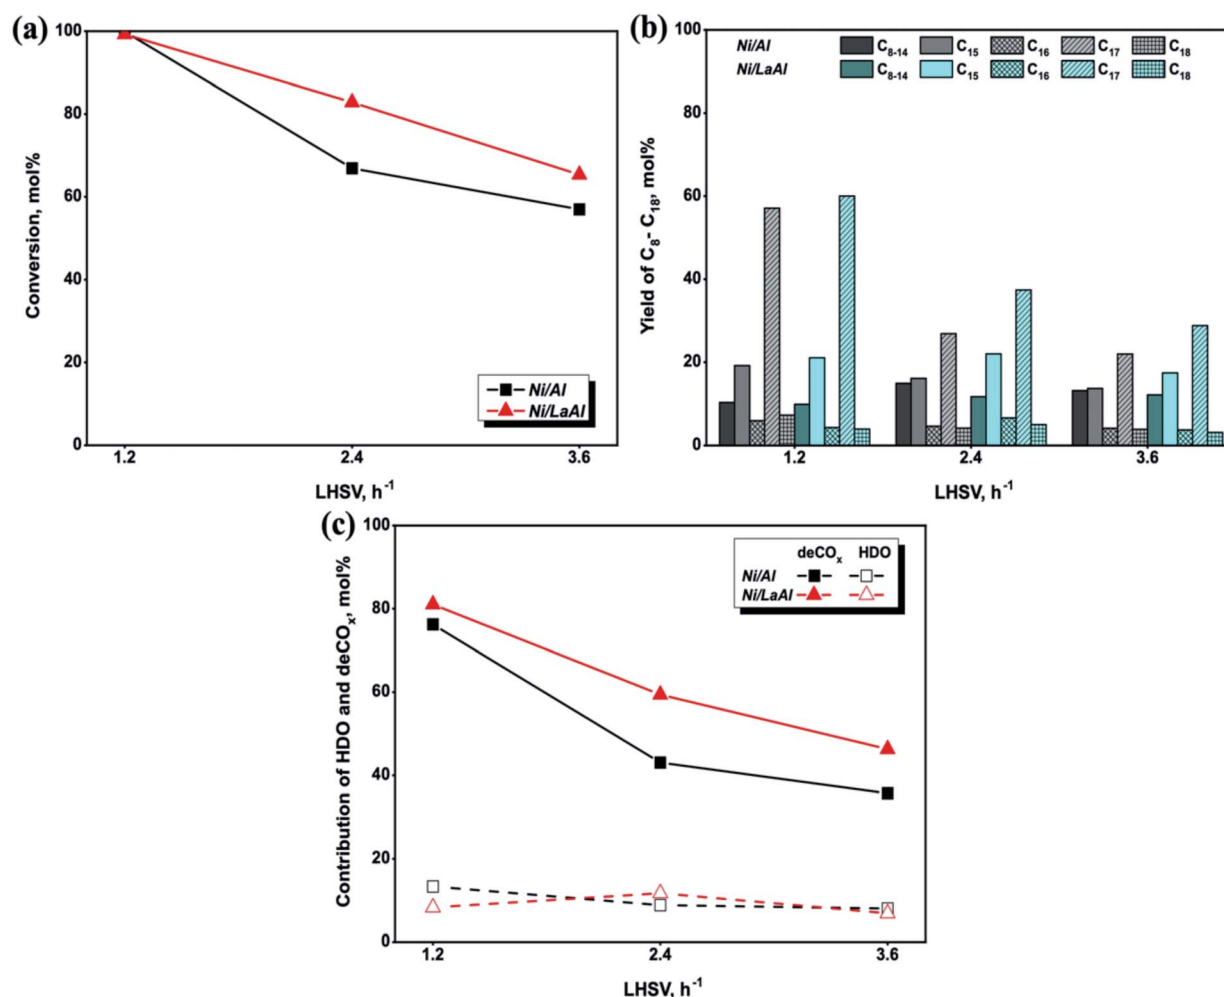 (a)
100
80
60
40
20
0
Conversion, mol%
Ni/Al
Ni/LaAl
1.2 2.4 3.6
LHSV, h⁻¹
(b)
100
80
60
40
20
0
Yield of C₈- C₁₈, mol%
Ni/Al C₈₋₁₄ C₁₅ C₁₆ C₁₇ C₁₈
Ni/LaAl C₈₋₁₄ C₁₅ C₁₆ C₁₇ C₁₈
1.2 2.4 3.6
LHSV, h⁻¹
(c)
100
80
60
40
20
0
Contribution of HDO and deCOₓ, mol%
deCOₓ HDO
Ni/Al
Ni/LaAl
1.2 2.4 3.6
LHSV, h⁻¹